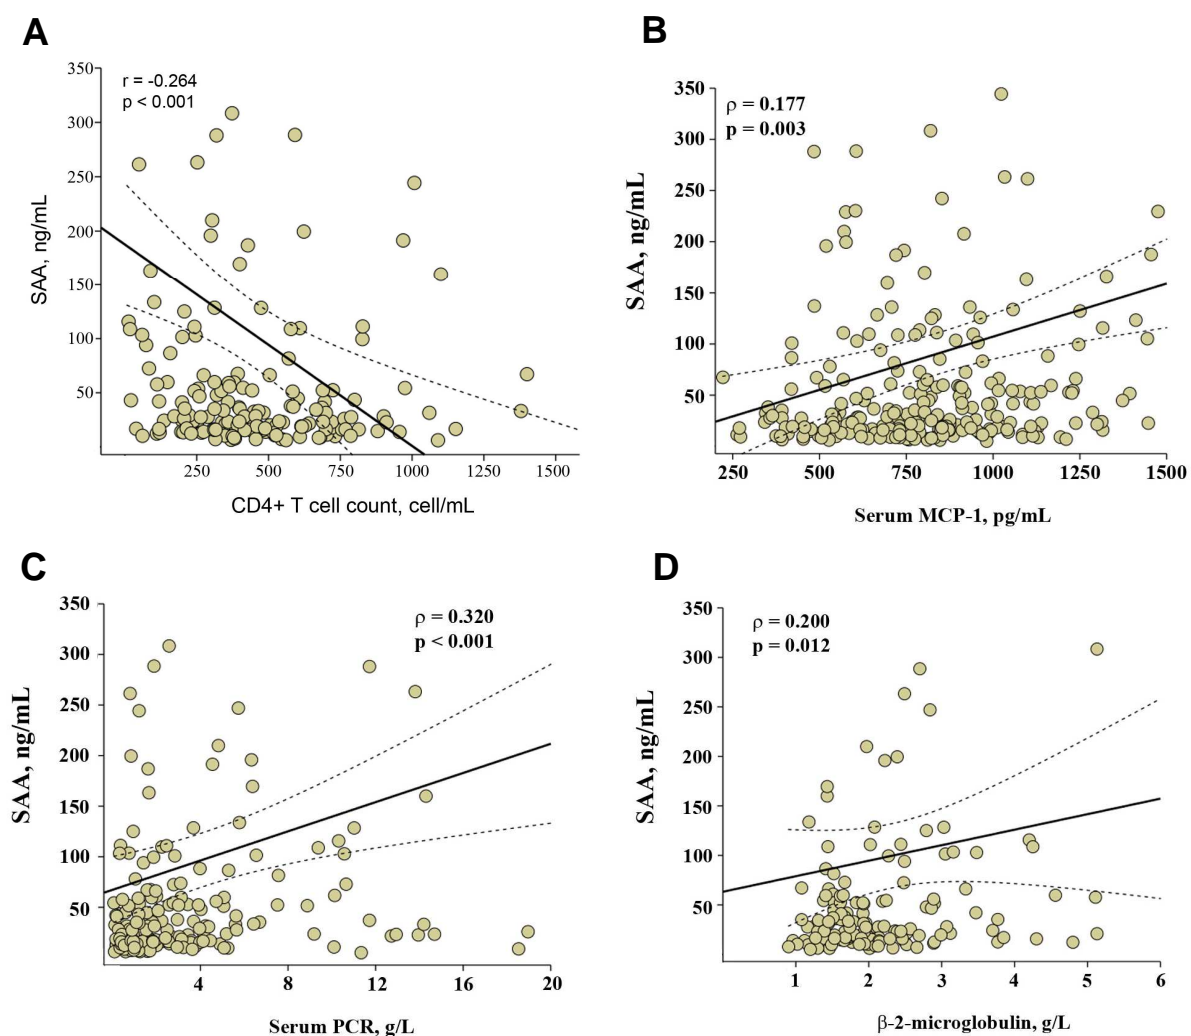 A
r = -0.264
p < 0.001
350
300
250
200
150
100
50
SAA, ng/mL
250
500
750
1000
1250
1500
CD4+ T cell count, cell/mL
B
ρ = 0.177
p = 0.003
350
300
250
200
150
100
50
SAA, ng/mL
250
500
750
1000
1250
1500
Serum MCP-1, pg/mL
C
ρ = 0.320
p < 0.001
350
300
250
200
150
100
50
SAA, ng/mL
4
8
12
16
20
Serum PCR, g/L
D
ρ = 0.200
p = 0.012
350
300
250
200
150
100
50
SAA, ng/mL
1
2
3
4
5
6
β-2-microglobulin, g/L